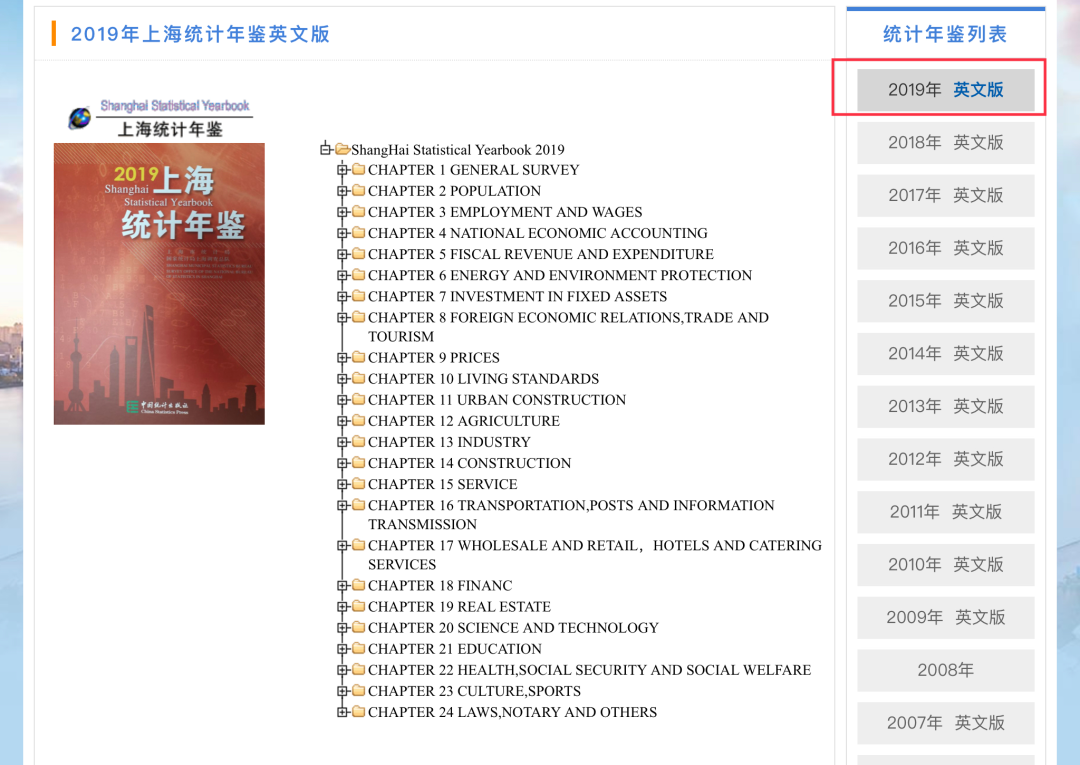 2019年上海统计年鉴英文版
Shanghai Statistical Yearbook
上海统计年鉴
2019 上海
Shanghai
Statistical Yearbook
统计年鉴
中国统计出版社
China Statistics Press
ShangHai Statistical Yearbook 2019
CHAPTER 1 GENERAL SURVEY
CHAPTER 2 POPULATION
CHAPTER 3 EMPLOYMENT AND WAGES
CHAPTER 4 NATIONAL ECONOMIC ACCOUNTING
CHAPTER 5 FISCAL REVENUE AND EXPENDITURE
CHAPTER 6 ENERGY AND ENVIRONMENT PROTECTION
CHAPTER 7 INVESTMENT IN FIXED ASSETS
CHAPTER 8 FOREIGN ECONOMIC RELATIONS,TRADE AND
TOURISM
CHAPTER 9 PRICES
CHAPTER 10 LIVING STANDARDS
CHAPTER 11 URBAN CONSTRUCTION
CHAPTER 12 AGRICULTURE
CHAPTER 13 INDUSTRY
CHAPTER 14 CONSTRUCTION
CHAPTER 15 SERVICE
CHAPTER 16 TRANSPORTATION,POSTS AND INFORMATION
TRANSMISSION
CHAPTER 17 WHOLESALE AND RETAIL，HOTELS AND CATERING
SERVICES
CHAPTER 18 FINANC
CHAPTER 19 REAL ESTATE
CHAPTER 20 SCIENCE AND TECHNOLOGY
CHAPTER 21 EDUCATION
CHAPTER 22 HEALTH,SOCIAL SECURITY AND SOCIAL WELFARE
CHAPTER 23 CULTURE,SPORTS
CHAPTER 24 LAWS,NOTARY AND OTHERS
统计年鉴列表
2019年 英文版
2018年 英文版
2017年 英文版
2016年 英文版
2015年 英文版
2014年 英文版
2013年 英文版
2012年 英文版
2011年 英文版
2010年 英文版
2009年 英文版
2008年
2007年 英文版